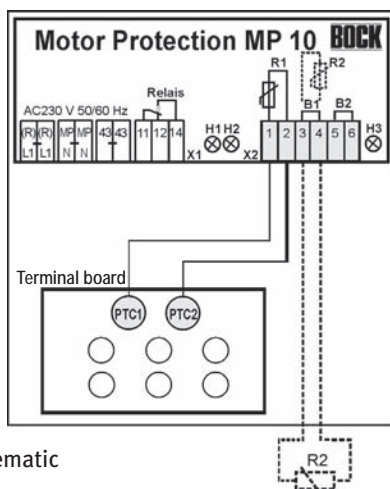 Motor Protection MP 10 BOCK
R1 R2
Relais
AC230 V 50/60 Hz
B1 B2
(R) (R) MP MP 43 43 11 12 14
L1 L1 N N
X1 H1 H2 X2
1 2 3 4 5 6 H3
Terminal board
PTC1 PTC2
ematic
R2